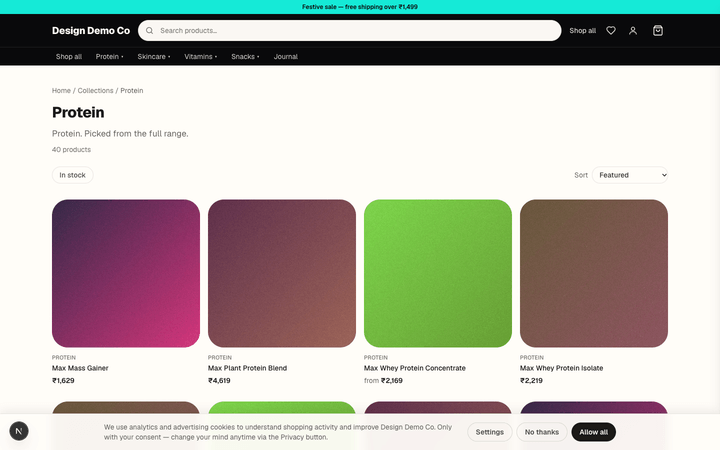 Festive sale — free shipping over ₹1,499
Design Demo Co
Search products...
Shop all
Shop all
Protein
Skincare
Vitamins
Snacks
Journal
Home / Collections / Protein
Protein
Protein. Picked from the full range.
40 products
In stock
Sort
Featured
PROTEIN
Max Mass Gainer
₹1,629
PROTEIN
Max Plant Protein Blend
₹4,619
PROTEIN
Max Whey Protein Concentrate
from ₹2,169
PROTEIN
Max Whey Protein Isolate
₹2,219
N
We use analytics and advertising cookies to understand shopping activity and improve Design Demo Co. Only
with your consent — change your mind anytime via the Privacy button.
Settings
No thanks
Allow all